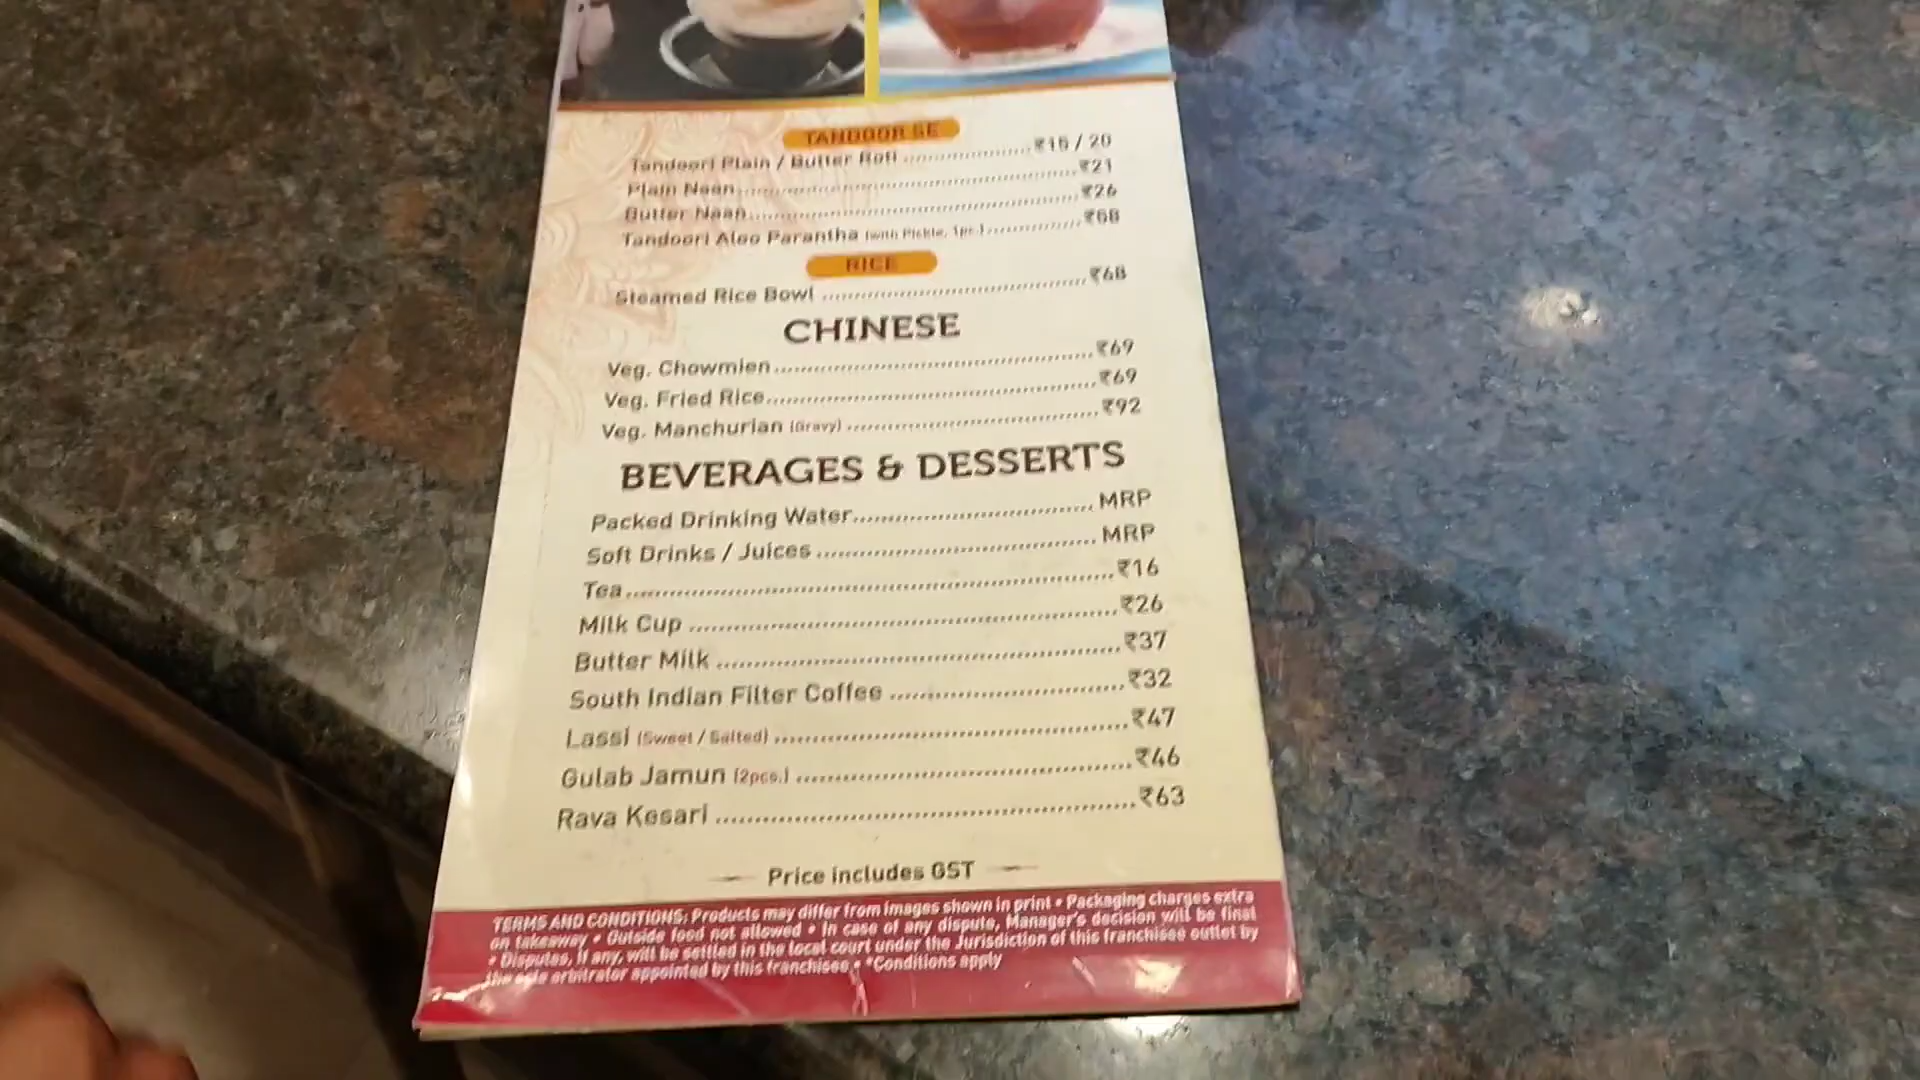 TANDOOR SE
Tandoori Plain / Butter Roti ₹15 / 20
Plain Naan ₹21
Butter Naan ₹26
Tandoori Aloo Parantha (with Pickle, 1pc.) ₹58
RICE
Steamed Rice Bowl ₹68
CHINESE
Veg. Chowmien ₹69
Veg. Fried Rice ₹69
Veg. Manchurian (Gravy) ₹92
BEVERAGES & DESSERTS
Packed Drinking Water MRP
Soft Drinks / Juices MRP
Tea ₹16
Milk Cup ₹26
Butter Milk ₹37
South Indian Filter Coffee ₹32
Lassi (Sweet / Salted) ₹47
Gulab Jamun (2pcs.) ₹46
Rava Kesari ₹63
Price includes GST
TERMS AND CONDITIONS: Products may differ from images shown in print • Packaging charges extra
on takeaway • Outside food not allowed • In case of any dispute, Manager's decision will be final
• Disputes, if any, will be settled in the local court under the Jurisdiction of this franchisee outlet by
the sole arbitrator appointed by this franchisee • *Conditions apply